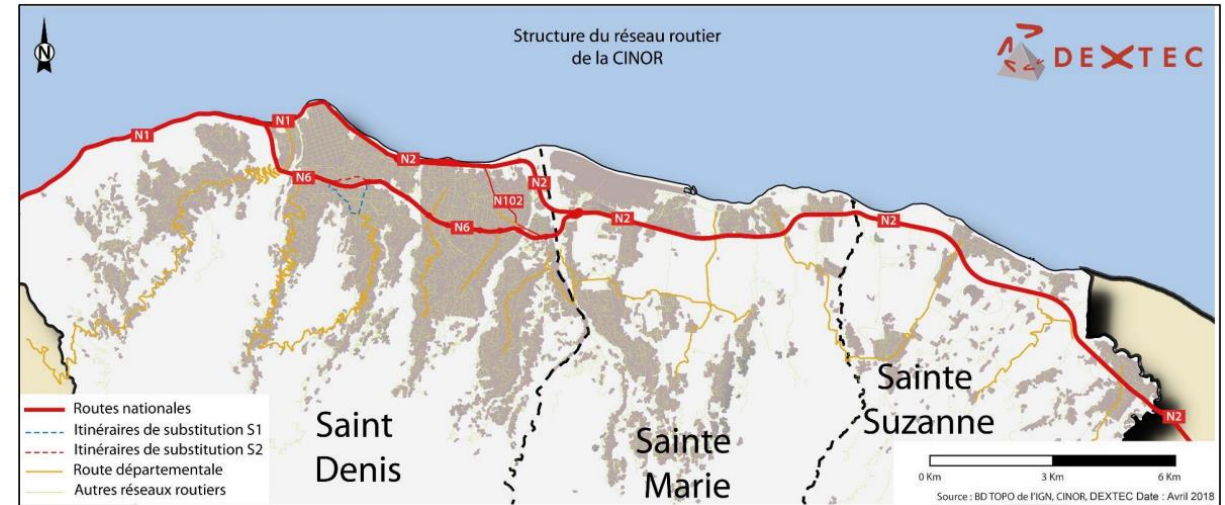 Structure du réseau routier
de la CINOR
DEXTEC
N
N1
N1
N2
N6
N2
N102
N6
N2
N2
N2
Saint
Denis
Sainte
Marie
Sainte
Suzanne
Routes nationales
Itinéraires de substitution S1
Itinéraires de substitution S2
Route départementale
Autres réseaux routiers
0 Km
3 Km
6 Km
Source : BD TOPO de l'IGN, CINOR, DEXTEC Date : Avril 2018